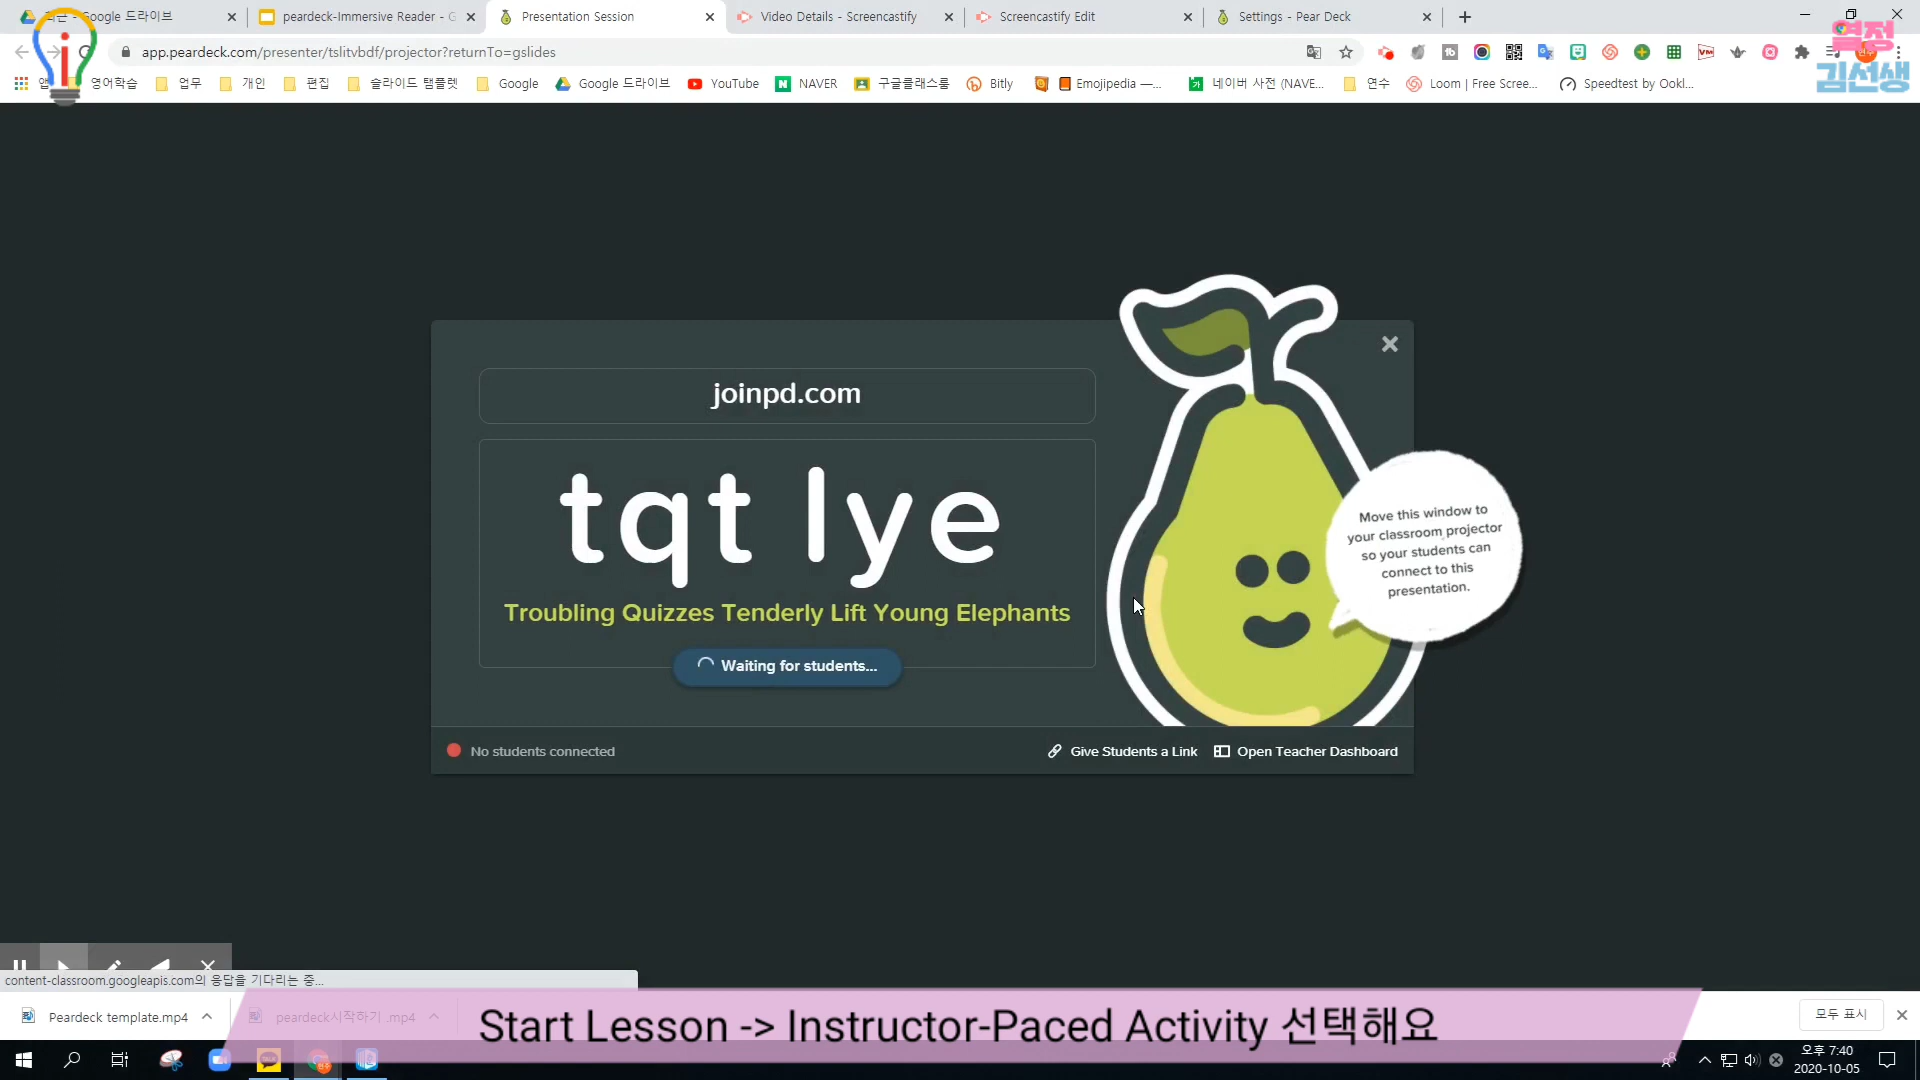 최근 - Google 드라이브
peardeck-Immersive Reader - G
Presentation Session
Video Details - Screencastify
Screencastify Edit
Settings - Pear Deck
app.peardeck.com/presenter/tslitvbdf/projector?returnTo=gslides
열정
김선생
영어학습
업무
개인
편집
슬라이드 템플렛
Google
Google 드라이브
YouTube
NAVER
구글클래스룸
Bitly
Emojipedia —...
네이버 사전 (NAVE...
연수
Loom | Free Scree...
Speedtest by Ookl...
joinpd.com
tqt lye
Troubling Quizzes Tenderly Lift Young Elephants
Waiting for students...
Move this window to
your classroom projector
so your students can
connect to this
presentation.
No students connected
Give Students a Link
Open Teacher Dashboard
content-classroom.googleapis.com의 응답을 기다리는 중...
Peardeck template.mp4
peardeck시작하기 .mp4
모두 표시
Start Lesson -> Instructor-Paced Activity 선택해요
오후 7:40
2020-10-05